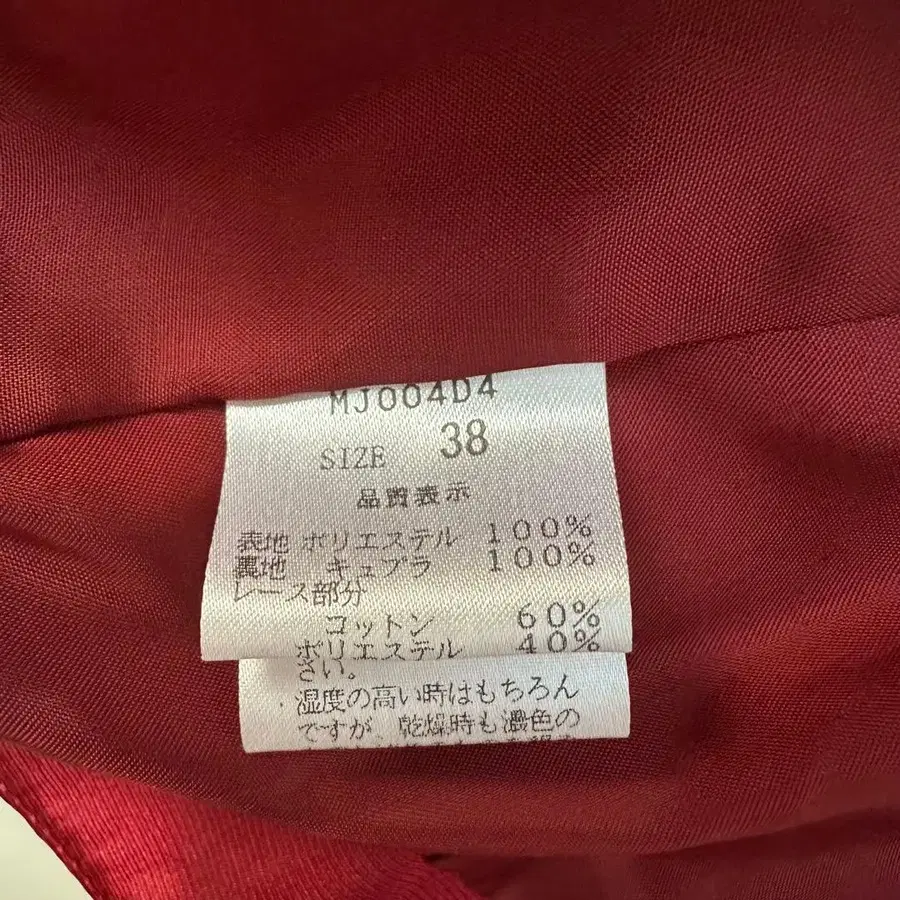 MJ004D4
SIZE 38
品質表示
表地 ポリエステル 100%
裏地 キュプラ 100%
レース部分
コットン 60%
ポリエステル 40%
さい。
湿度の高い時はもちろん
ですが、乾燥時も濃色の